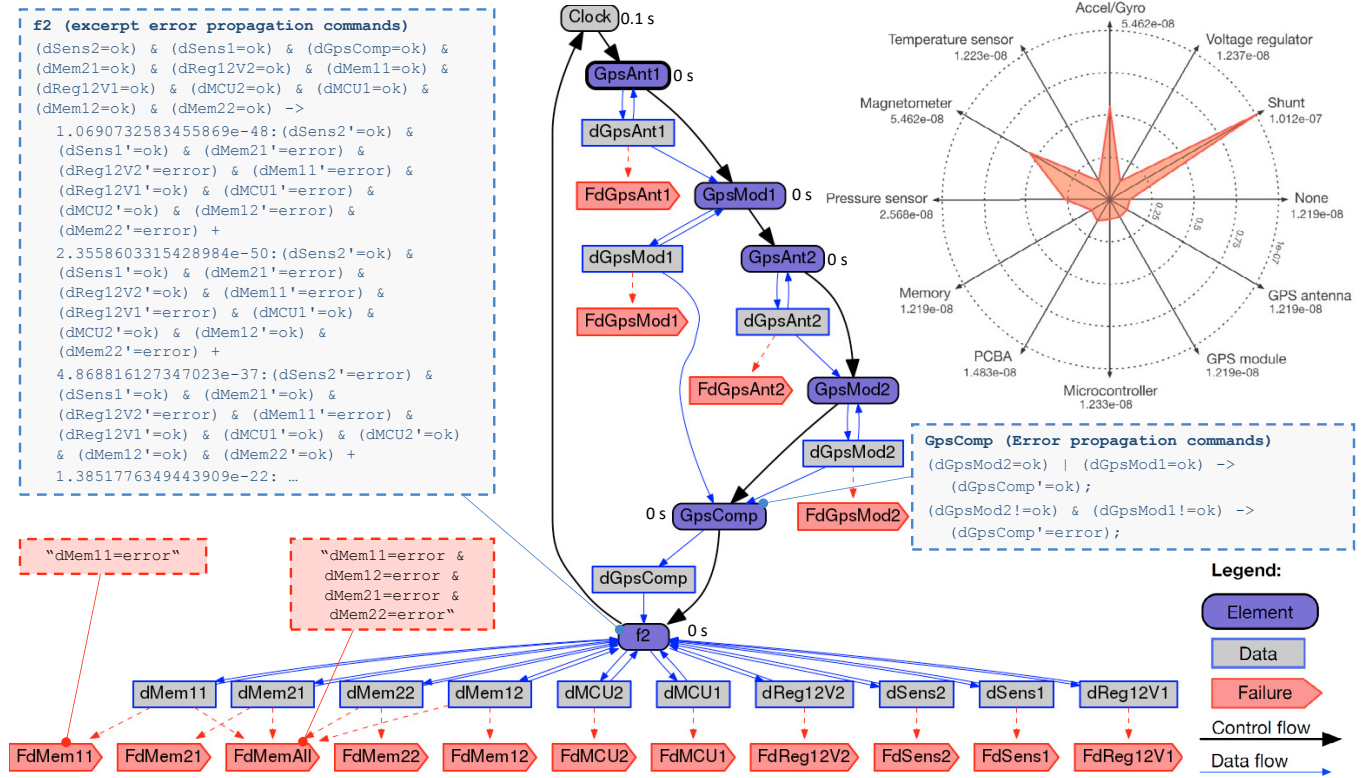 f2 (excerpt error propagation commands)
(dSens2=ok) & (dSens1=ok) & (dGpsComp=ok) &
(dMem21=ok) & (dReg12V2=ok) & (dMem11=ok) &
(dReg12V1=ok) & (dMCU2=ok) & (dMCU1=ok) &
(dMem12=ok) & (dMem22=ok) ->
1.0690732583455869e-48:(dSens2'=ok) &
(dSens1'=ok) & (dMem21'=error) &
(dReg12V2'=error) & (dMem11'=error) &
(dReg12V1'=ok) & (dMCU1'=error) &
(dMCU2'=ok) & (dMem12'=error) &
(dMem22'=error) +
2.3558603315428984e-50:(dSens2'=ok) &
(dSens1'=ok) & (dMem21'=error) &
(dReg12V2'=ok) & (dMem11'=error) &
(dReg12V1'=error) & (dMCU1'=ok) &
(dMCU2'=ok) & (dMem12'=ok) &
(dMem22'=error) +
4.868816127347023e-37:(dSens2'=error) &
(dSens1'=ok) & (dMem21'=ok) &
(dReg12V2'=error) & (dMem11'=error) &
(dReg12V1'=ok) & (dMCU1'=ok) & (dMCU2'=ok)
& (dMem12'=ok) & (dMem22'=ok) +
1.3851776349443909e-22: …
Clock
0.1 s
GpsAnt1
0 s
dGpsAnt1
FdGpsAnt1
GpsMod1
0 s
dGpsMod1
FdGpsMod1
GpsAnt2
0 s
dGpsAnt2
FdGpsAnt2
GpsMod2
0 s
dGpsMod2
FdGpsMod2
0 s
GpsComp
dGpsComp
f2
0 s
Accel/Gyro
5.462e-08
Temperature sensor
1.223e-08
Voltage regulator
1.237e-08
Magnetometer
5.462e-08
Shunt
1.012e-07
Pressure sensor
2.568e-08
None
1.219e-08
0.25
0.5
0.75
1e-07
Memory
1.219e-08
GPS antenna
1.219e-08
PCBA
1.483e-08
GPS module
1.219e-08
Microcontroller
1.233e-08
GpsComp (Error propagation commands)
(dGpsMod2=ok) | (dGpsMod1=ok) ->
(dGpsComp'=ok);
(dGpsMod2!=ok) & (dGpsMod1!=ok) ->
(dGpsComp'=error);
“dMem11=error“
“dMem11=error &
dMem12=error &
dMem21=error &
dMem22=error“
dMem11
dMem21
dMem22
dMem12
dMCU2
dMCU1
dReg12V2
dSens2
dSens1
dReg12V1
FdMem11
FdMem21
FdMemAll
FdMem22
FdMem12
FdMCU2
FdMCU1
FdReg12V2
FdSens2
FdSens1
FdReg12V1
Legend:
Element
Data
Failure
Control flow
Data flow